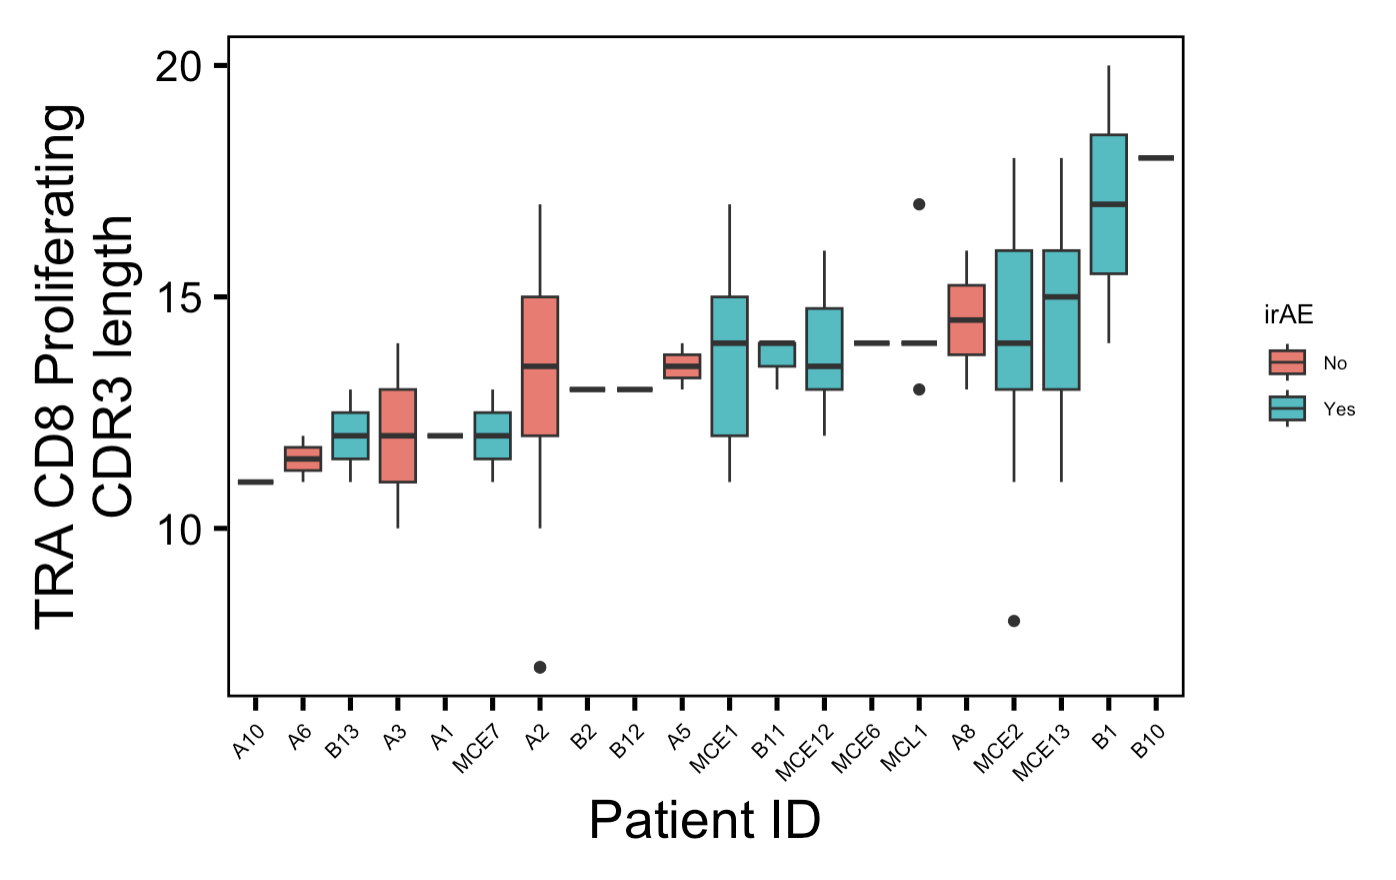 TRA CD8 Proliferating
CDR3 length
20
15
10
A10 A6 B13 A3 A1 MCE7 A2 B2 B12 A5 MCE1 B11 MCE12 MCE6 MCL1 A8 MCE2 MCE13 B1 B10
Patient ID
irAE
No
Yes